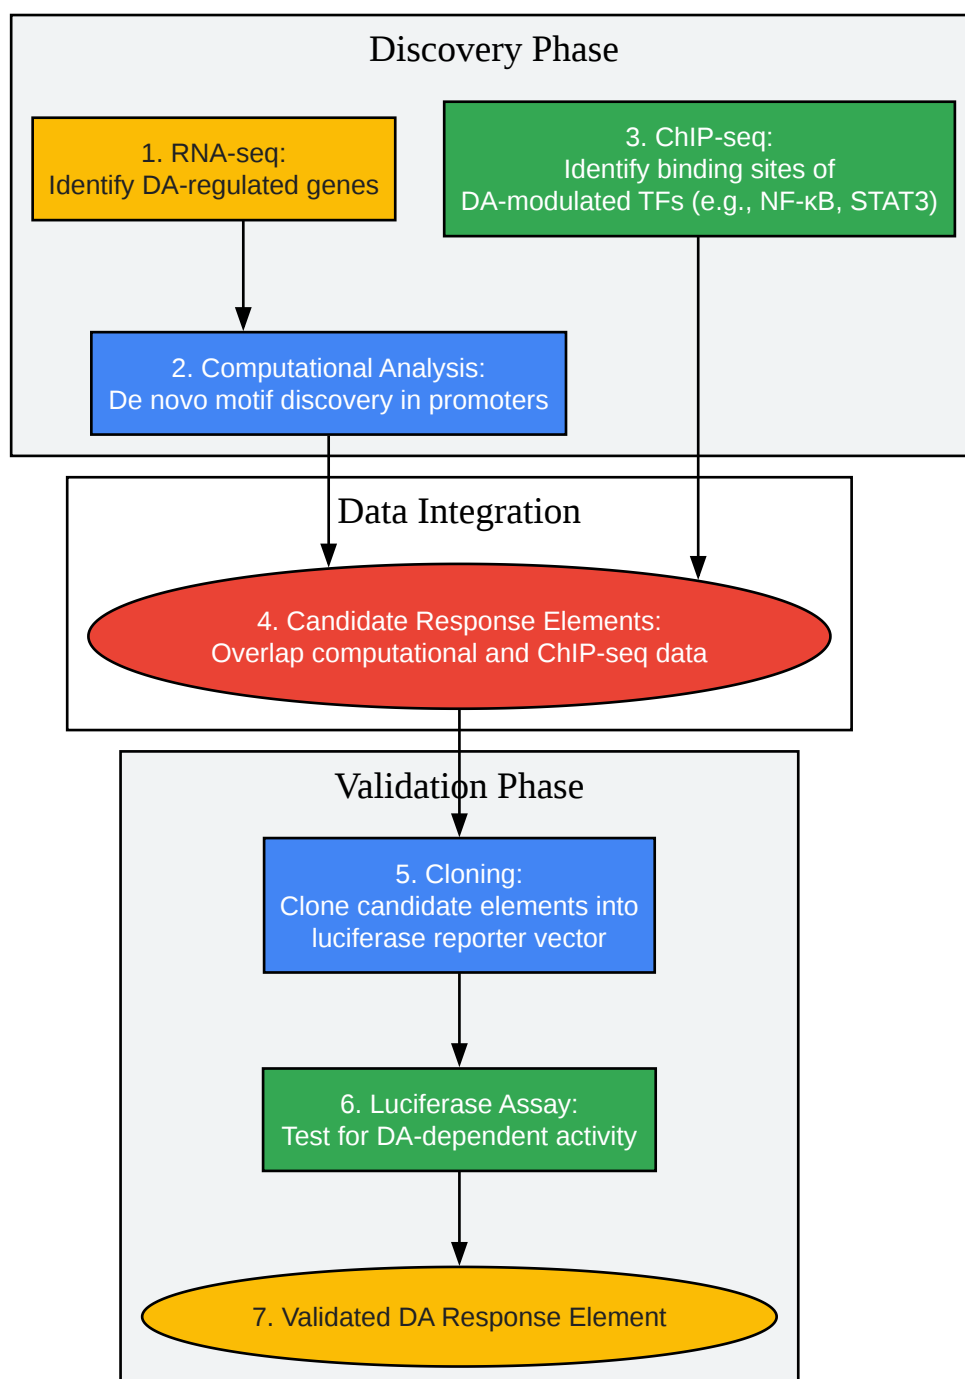 Discovery Phase
1. RNA-seq:
Identify DA-regulated genes
3. ChIP-seq:
Identify binding sites of
DA-modulated TFs (e.g., NF-κB, STAT3)
2. Computational Analysis:
De novo motif discovery in promoters
Data Integration
4. Candidate Response Elements:
Overlap computational and ChIP-seq data
Validation Phase
5. Cloning:
Clone candidate elements into
luciferase reporter vector
6. Luciferase Assay:
Test for DA-dependent activity
7. Validated DA Response Element